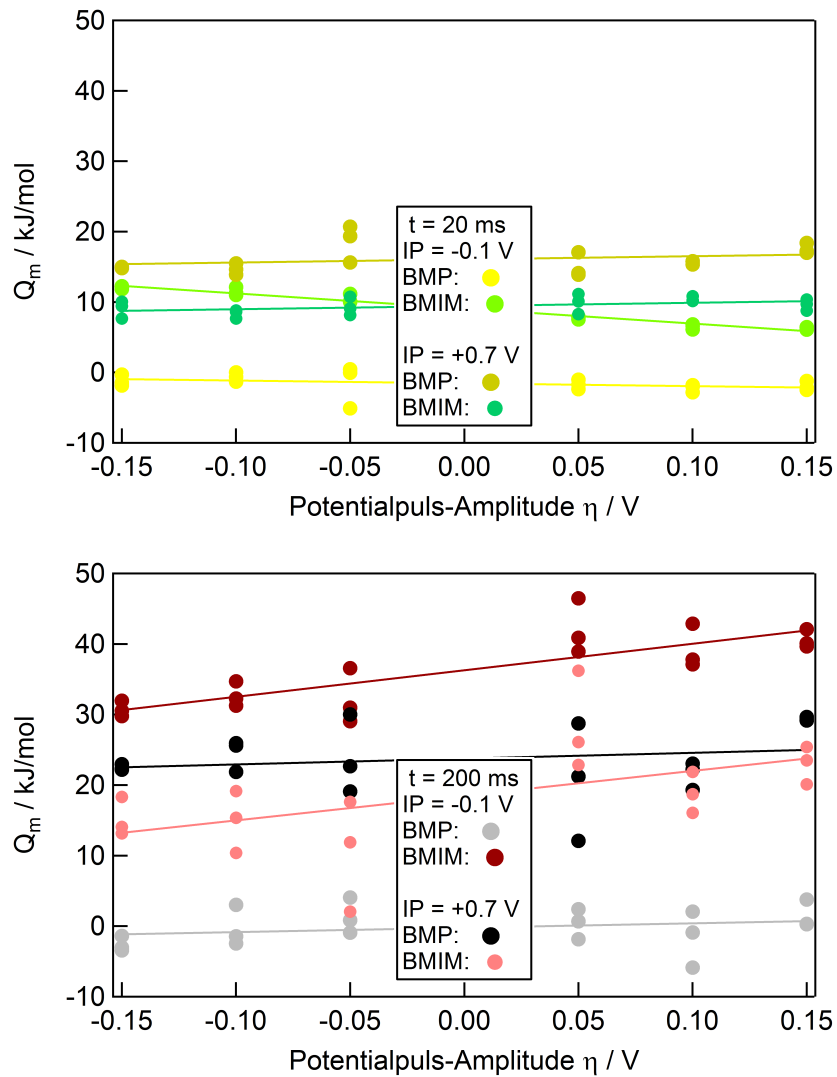 50
40
30
20
10
0
-10
Qm / kJ/mol
t = 20 ms
IP = -0.1 V
BMP:
BMIM:
IP = +0.7 V
BMP:
BMIM:
-0.15 -0.10 -0.05 0.00 0.05 0.10 0.15
Potentialpuls-Amplitude η / V
50
40
30
20
10
0
-10
Qm / kJ/mol
t = 200 ms
IP = -0.1 V
BMP:
BMIM:
IP = +0.7 V
BMP:
BMIM:
-0.15 -0.10 -0.05 0.00 0.05 0.10 0.15
Potentialpuls-Amplitude η / V